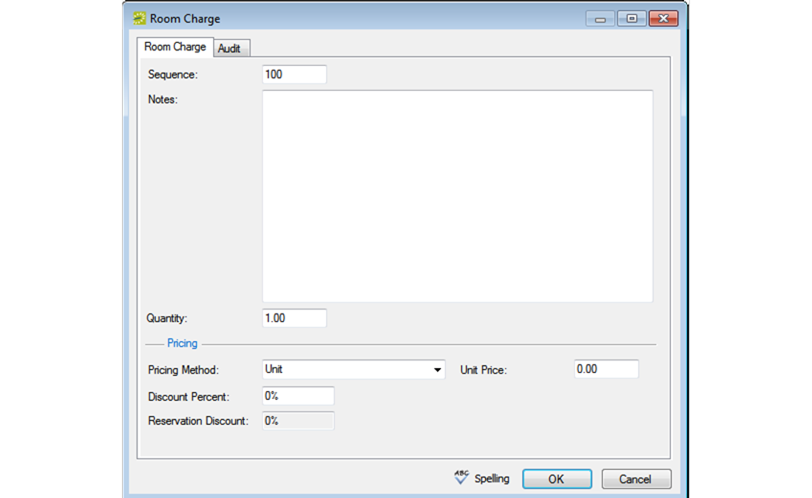 Room Charge
Room Charge Audit
Sequence: 100
Notes:
Quantity: 1.00
Pricing
Pricing Method: Unit Unit Price: 0.00
Discount Percent: 0%
Reservation Discount: 0%
ABC Spelling OK Cancel